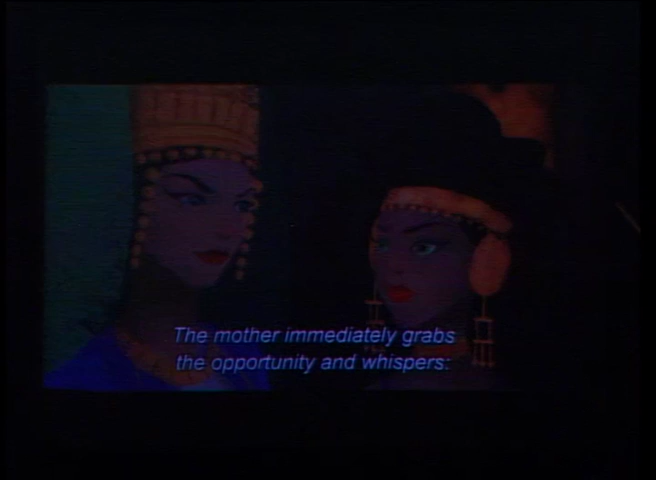 The mother immediately grabs
the opportunity and whispers: